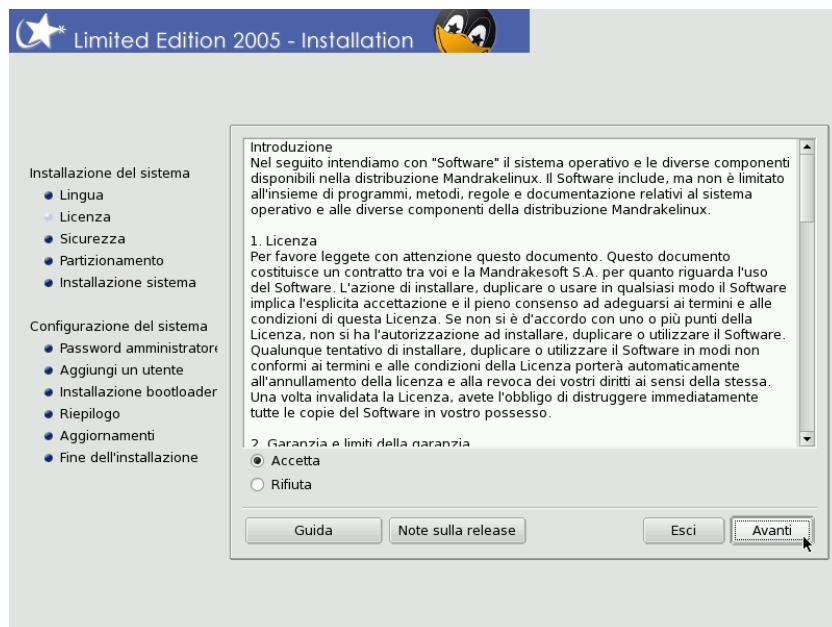 Limited Edition 2005 - Installation
Installazione del sistema
Lingua
Licenza
Sicurezza
Partizionamento
Installazione sistema
Configurazione del sistema
Password amministratore
Aggiungi un utente
Installazione bootloader
Riepilogo
Aggiornamenti
Fine dell'installazione
Introduzione
Nel seguito intendiamo con "Software" il sistema operativo e le diverse componenti
disponibili nella distribuzione Mandrakelinux. Il Software include, ma non è limitato
all'insieme di programmi, metodi, regole e documentazione relativi al sistema
operativo e alle diverse componenti della distribuzione Mandrakelinux.
1. Licenza
Per favore leggete con attenzione questo documento. Questo documento
costituisce un contratto tra voi e la Mandrakesoft S.A. per quanto riguarda l'uso
del Software. L'azione di installare, duplicare o usare in qualsiasi modo il Software
implica l'esplicita accettazione e il pieno consenso ad adeguarsi ai termini e alle
condizioni di questa Licenza. Se non si è d'accordo con uno o più punti della
Licenza, non si ha l'autorizzazione ad installare, duplicare o utilizzare il Software.
Qualunque tentativo di installare, duplicare o utilizzare il Software in modi non
conformi ai termini e alle condizioni della Licenza porterà automaticamente
all'annullamento della licenza e alla revoca dei vostri diritti ai sensi della stessa.
Una volta invalidata la Licenza, avete l'obbligo di distruggere immediatamente
tutte le copie del Software in vostro possesso.
2. Garanzia e limiti della garanzia
Accetta
Rifiuta
Guida
Note sulla release
Esci
Avanti